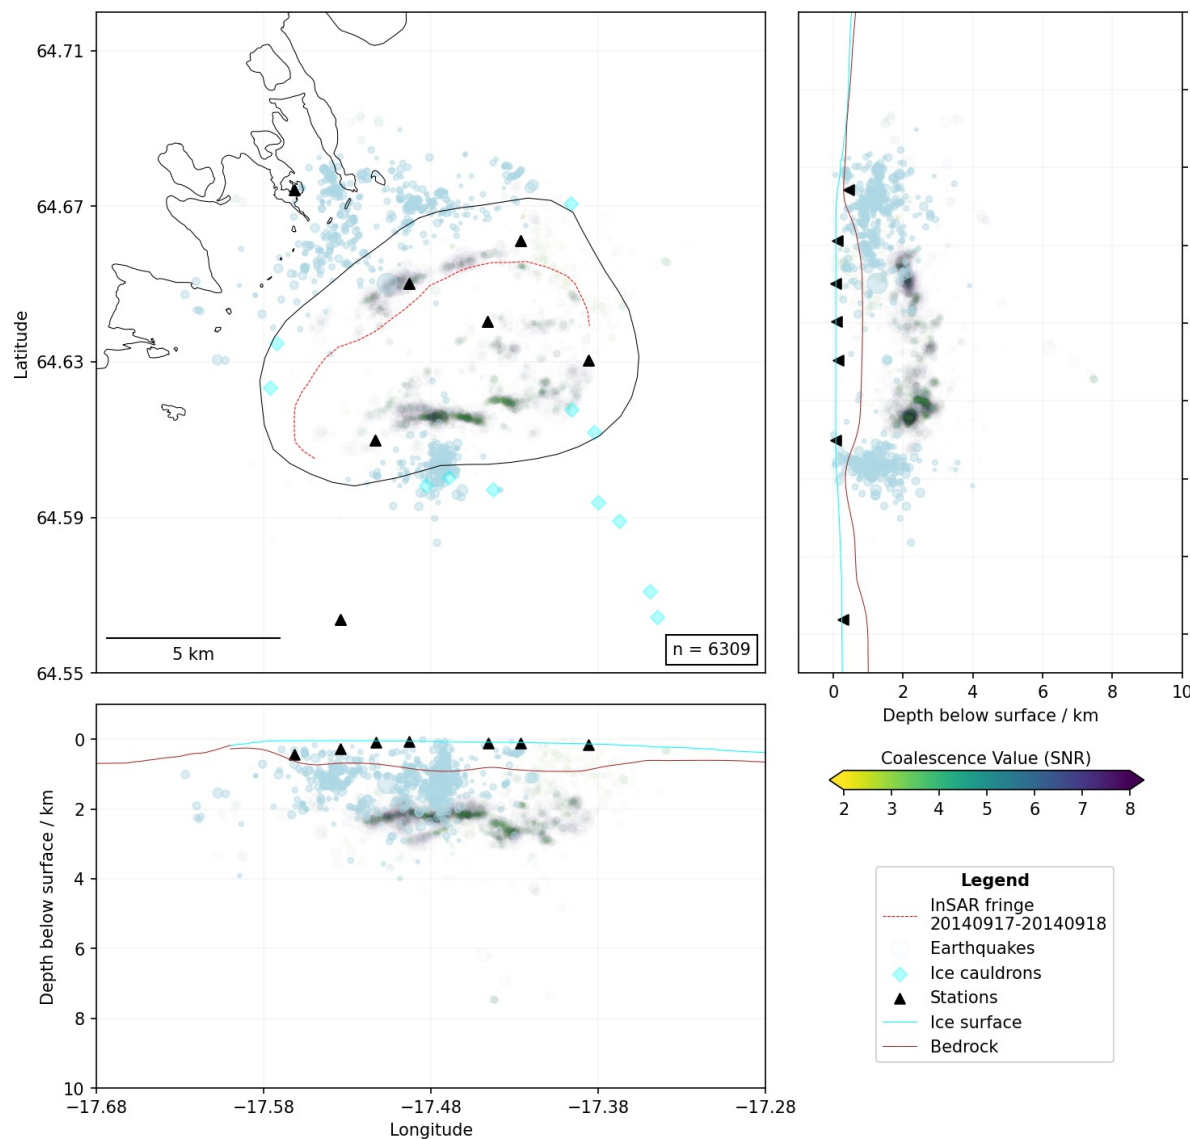 64.71
64.67
64.63
64.59
64.55
Latitude
5 km
n = 6309
0
2
4
6
8
10
Depth below surface / km
0
2
4
6
8
10
Depth below surface / km
−17.68
−17.58
−17.48
−17.38
−17.28
Longitude
Coalescence Value (SNR)
2
3
4
5
6
7
8
Legend
InSAR fringe
20140917-20140918
Earthquakes
Ice cauldrons
Stations
Ice surface
Bedrock